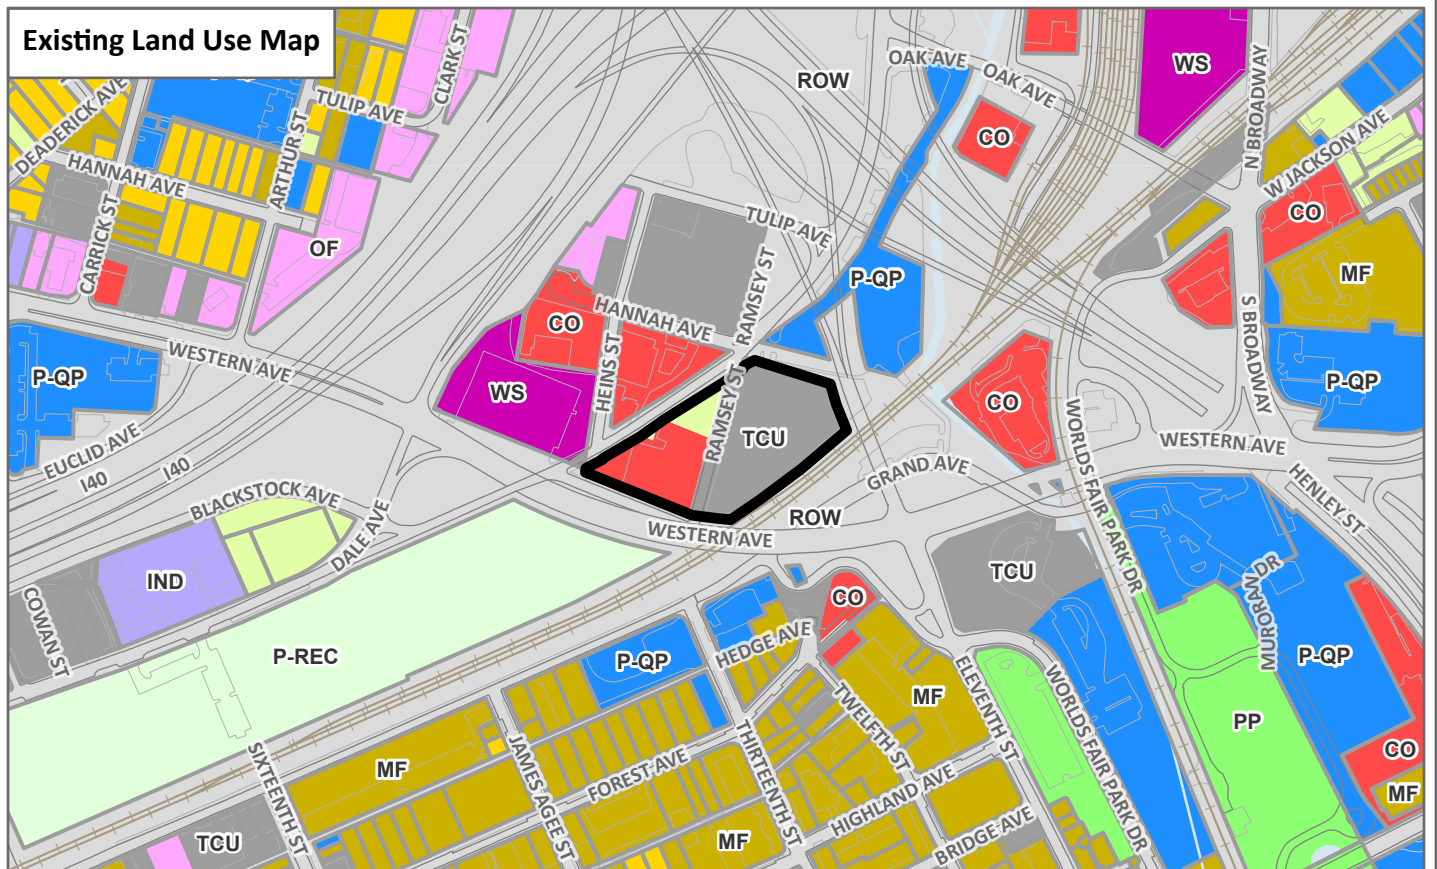 Existing Land Use Map
CLARK ST
ROW
OAK AVE
OAK AVE
WS
N BROADWAY
DEADERICK AVE
TULIP AVE
ARTHUR ST
CO
W JACKSON AVE
HANNAH AVE
CARRICK ST
OF
TULIP AVE
CO
RAMSEY ST
P-QP
MF
HANNAH AVE
CO
S BROADWAY
WESTERN AVE
HEINS ST
P-QP
WS
RAMSEY ST
CO
P-QP
TCU
WORLDS FAIR PARK DR
WESTERN AVE
EUCLID AVE
I40
I40
GRAND AVE
HENLEY ST
BLACKSTOCK AVE
DALE AVE
ROW
WESTERN AVE
IND
TCU
COWAN ST
CO
MURORAN DR
P-REC
P-QP
HEDGE AVE
P-QP
MF
TWELFTH ST
ELEVENTH ST
WORLDS FAIR PARK DR
PP
SIXTEENTH ST
MF
JAMES AGEE ST
FOREST AVE
THIRTEENTH ST
CO
HIGHLAND AVE
MF
TCU
MF
BRIDGE AVE